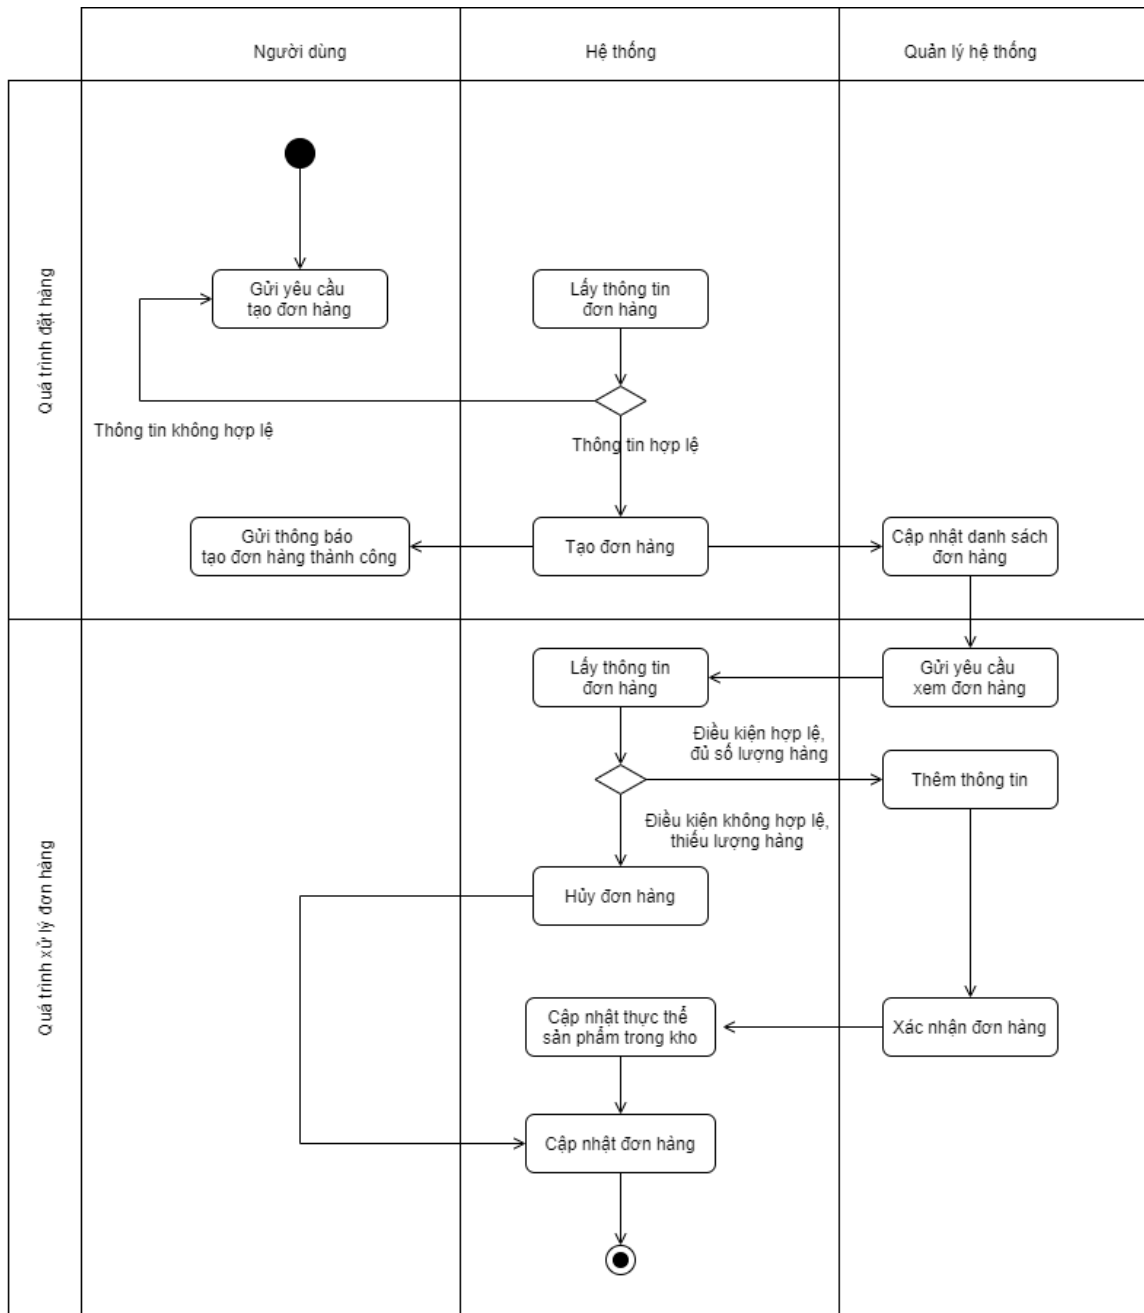 Người dùng
Hệ thống
Quản lý hệ thống
Quá trình đặt hàng
Gửi yêu cầu
tạo đơn hàng
Lấy thông tin
đơn hàng
Thông tin không hợp lệ
Thông tin hợp lệ
Gửi thông báo
tạo đơn hàng thành công
Tạo đơn hàng
Cập nhật danh sách
đơn hàng
Quá trình xử lý đơn hàng
Lấy thông tin
đơn hàng
Gửi yêu cầu
xem đơn hàng
Điều kiện hợp lệ,
đủ số lượng hàng
Thêm thông tin
Điều kiện không hợp lệ,
thiếu lượng hàng
Hủy đơn hàng
Cập nhật thực thể
sản phẩm trong kho
Xác nhận đơn hàng
Cập nhật đơn hàng